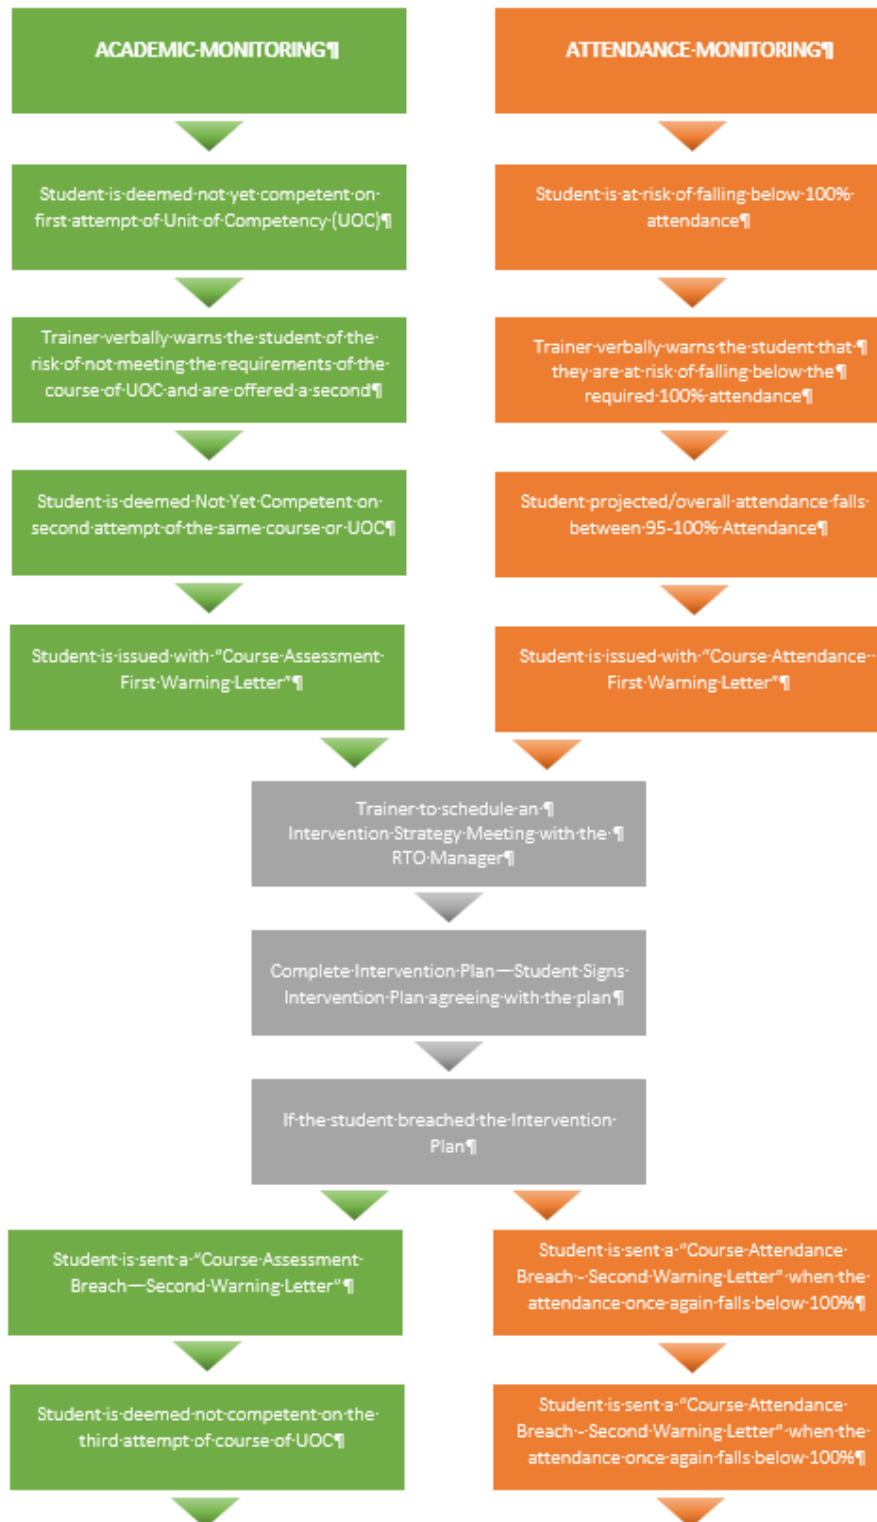 ACADEMIC·MONITORING¶
ATTENDANCE·MONITORING¶
Student·is·deemed·not·yet·competent·on·
first·attempt·of·Unit·of·Competency·(UOC)¶
Student·is·at·risk·of·falling·below·100%·
attendance¶
Trainer·verbally·warns·the·student·of·the·
risk·of·not·meeting·the·requirements·of·the·
course·of·UOC·and·are·offered·a·second¶
Trainer·verbally·warns·the·student·that·¶
they·are·at·risk·of·falling·below·the¶
required·100%·attendance¶
Student·is·deemed·Not·Yet·Competent·on·
second·attempt·of·the·same·course·or·UOC¶
Student·projected/overall·attendance·falls·
between·95-100%·Attendance¶
Student·is·issued·with·“Course·Assessment·
First·Warning·Letter”¶
Student·is·issued·with·“Course·Attendance·–
First·Warning·Letter”¶
Trainer·to·schedule·an·¶
Intervention·Strategy·Meeting·with·the·¶
RTO·Manager¶
Complete·Intervention·Plan—Student·Signs·
Intervention·Plan·agreeing·with·the·plan¶
If·the·student·breached·the·Intervention·
Plan¶
Student·is·sent·a·“Course·Assessment·
Breach—Second·Warning·Letter”¶
Student·is·sent·a·“Course·Attendance·
Breach·-·Second·Warning·Letter”·when·the·
attendance·once·again·falls·below·100%¶
Student·is·deemed·not·competent·on·the·
third·attempt·of·course·of·UOC¶
Student·is·sent·a·“Course·Attendance·
Breach·-·Second·Warning·Letter”·when·the·
attendance·once·again·falls·below·100%¶